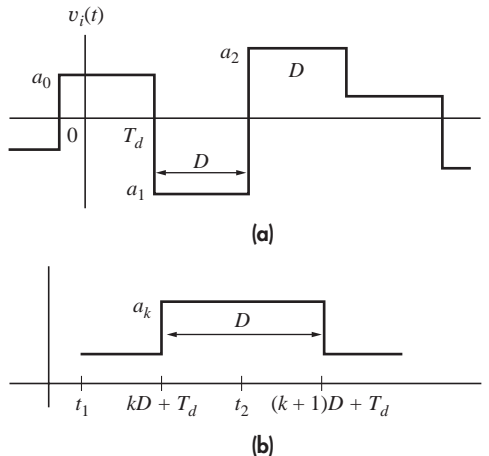 v_i(t)
a_0
a_2
D
0
T_d
D
a_1
(a)
a_k
D
t_1
kD + T_d
t_2
(k + 1)D + T_d
(b)